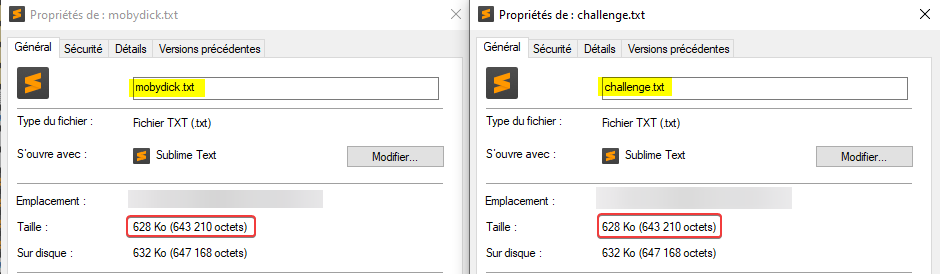 Propriétés de : mobydick.txt
Général Sécurité Détails Versions précédentes
mobydick.txt
Type du fichier : Fichier TXT (.txt)
S'ouvre avec : Sublime Text Modifier...
Emplacement :
Taille : 628 Ko (643 210 octets)
Sur disque : 632 Ko (647 168 octets)
Propriétés de : challenge.txt
Général Sécurité Détails Versions précédentes
challenge.txt
Type du fichier : Fichier TXT (.txt)
S'ouvre avec : Sublime Text Modifier...
Emplacement :
Taille : 628 Ko (643 210 octets)
Sur disque : 632 Ko (647 168 octets)